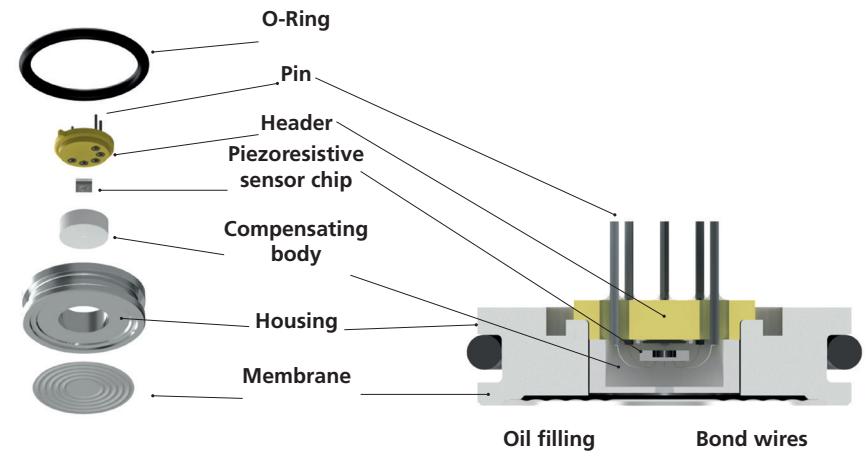 O-Ring
Pin
Header
Piezoresistive
sensor chip
Compensating
body
Housing
Membrane
Oil filling
Bond wires